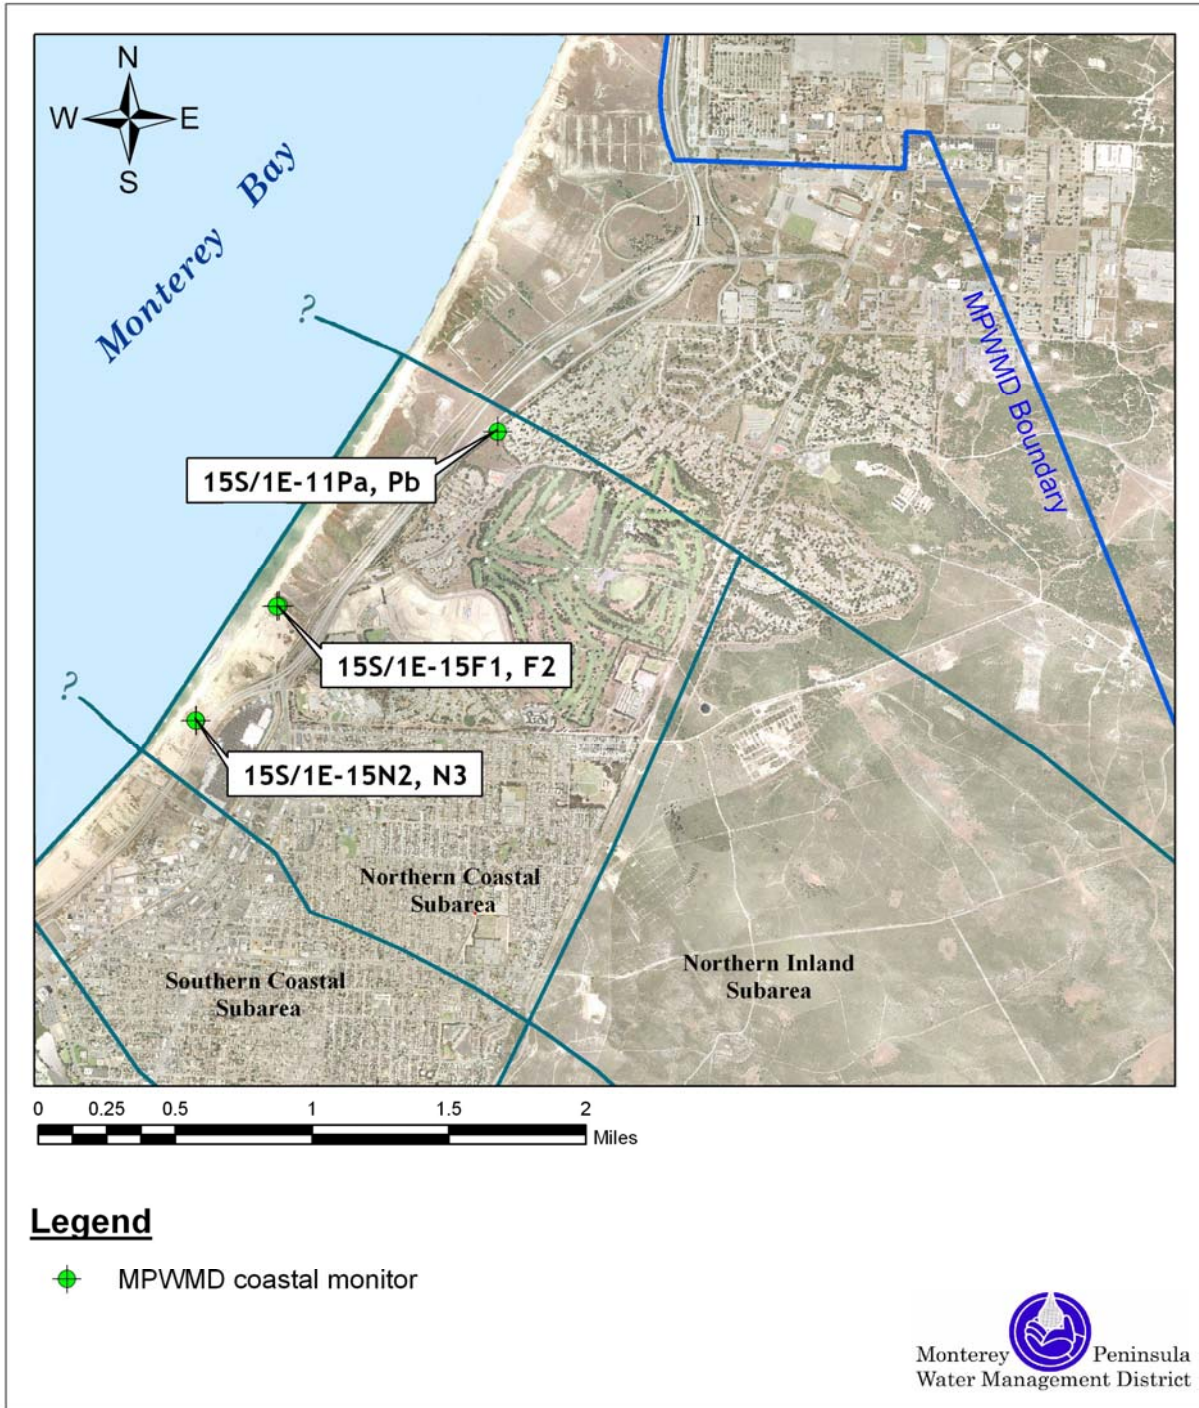 N
W E
S
Monterey Bay
1
?
MPWMD Boundary
15S/1E-11Pa, Pb
15S/1E-15F1, F2
?
15S/1E-15N2, N3
Northern Coastal
Subarea
Northern Inland
Subarea
Southern Coastal
Subarea
0 0.25 0.5 1 1.5 2
Miles
Legend
MPWMD coastal monitor
Monterey Peninsula
Water Management District